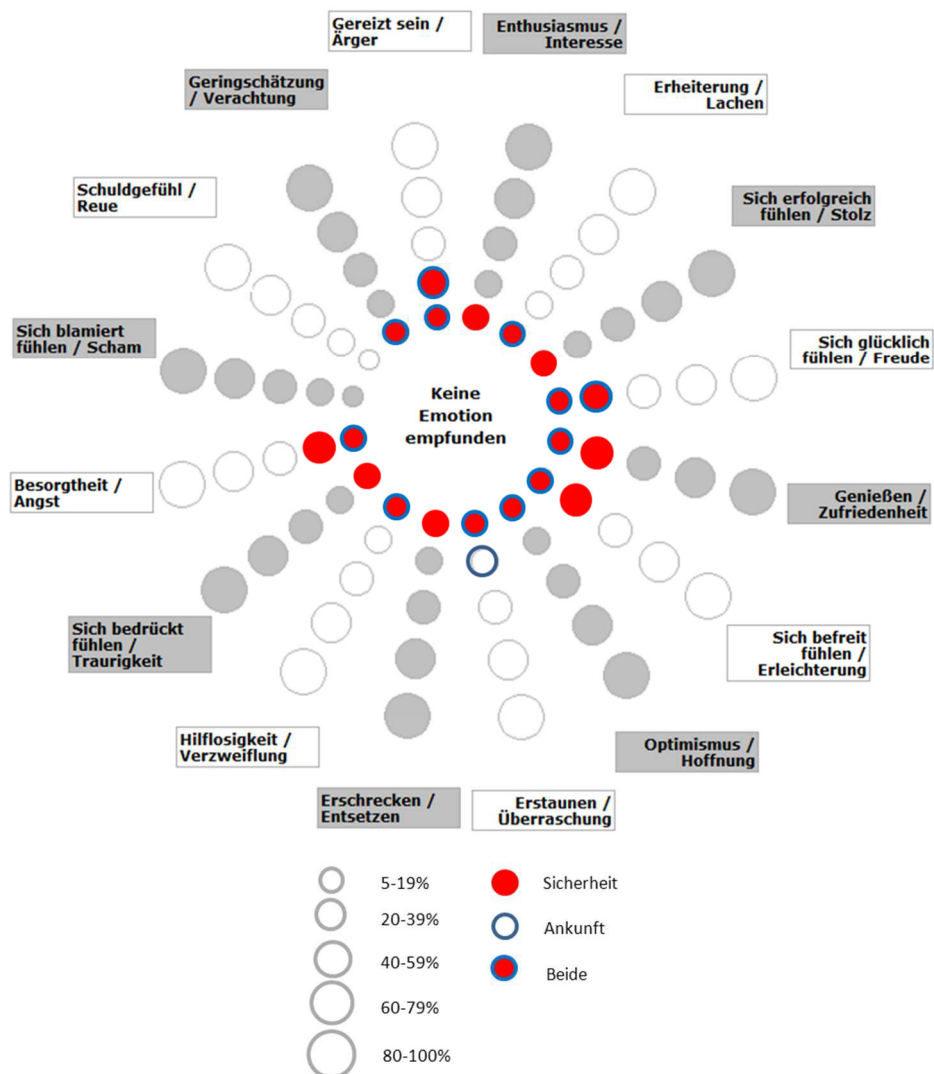 Gereizt sein /
Ärger
Enthusiasmus /
Interesse
Geringschätzung
/ Verachtung
Erheiterung /
Lachen
Schuldgefühl /
Reue
Sich erfolgreich
fühlen / Stolz
Sich blamiert
fühlen / Scham
Sich glücklich
fühlen / Freude
Keine
Emotion
empfunden
Besorgtheit /
Angst
Genießen /
Zufriedenheit
Sich bedrückt
fühlen /
Traurigkeit
Sich befreit
fühlen /
Erleichterung
Hilflosigkeit /
Verzweiflung
Optimismus /
Hoffnung
Erschrecken /
Entsetzen
Erstaunen /
Überraschung
5-19%
20-39%
40-59%
60-79%
80-100%
Sicherheit
Ankunft
Beide